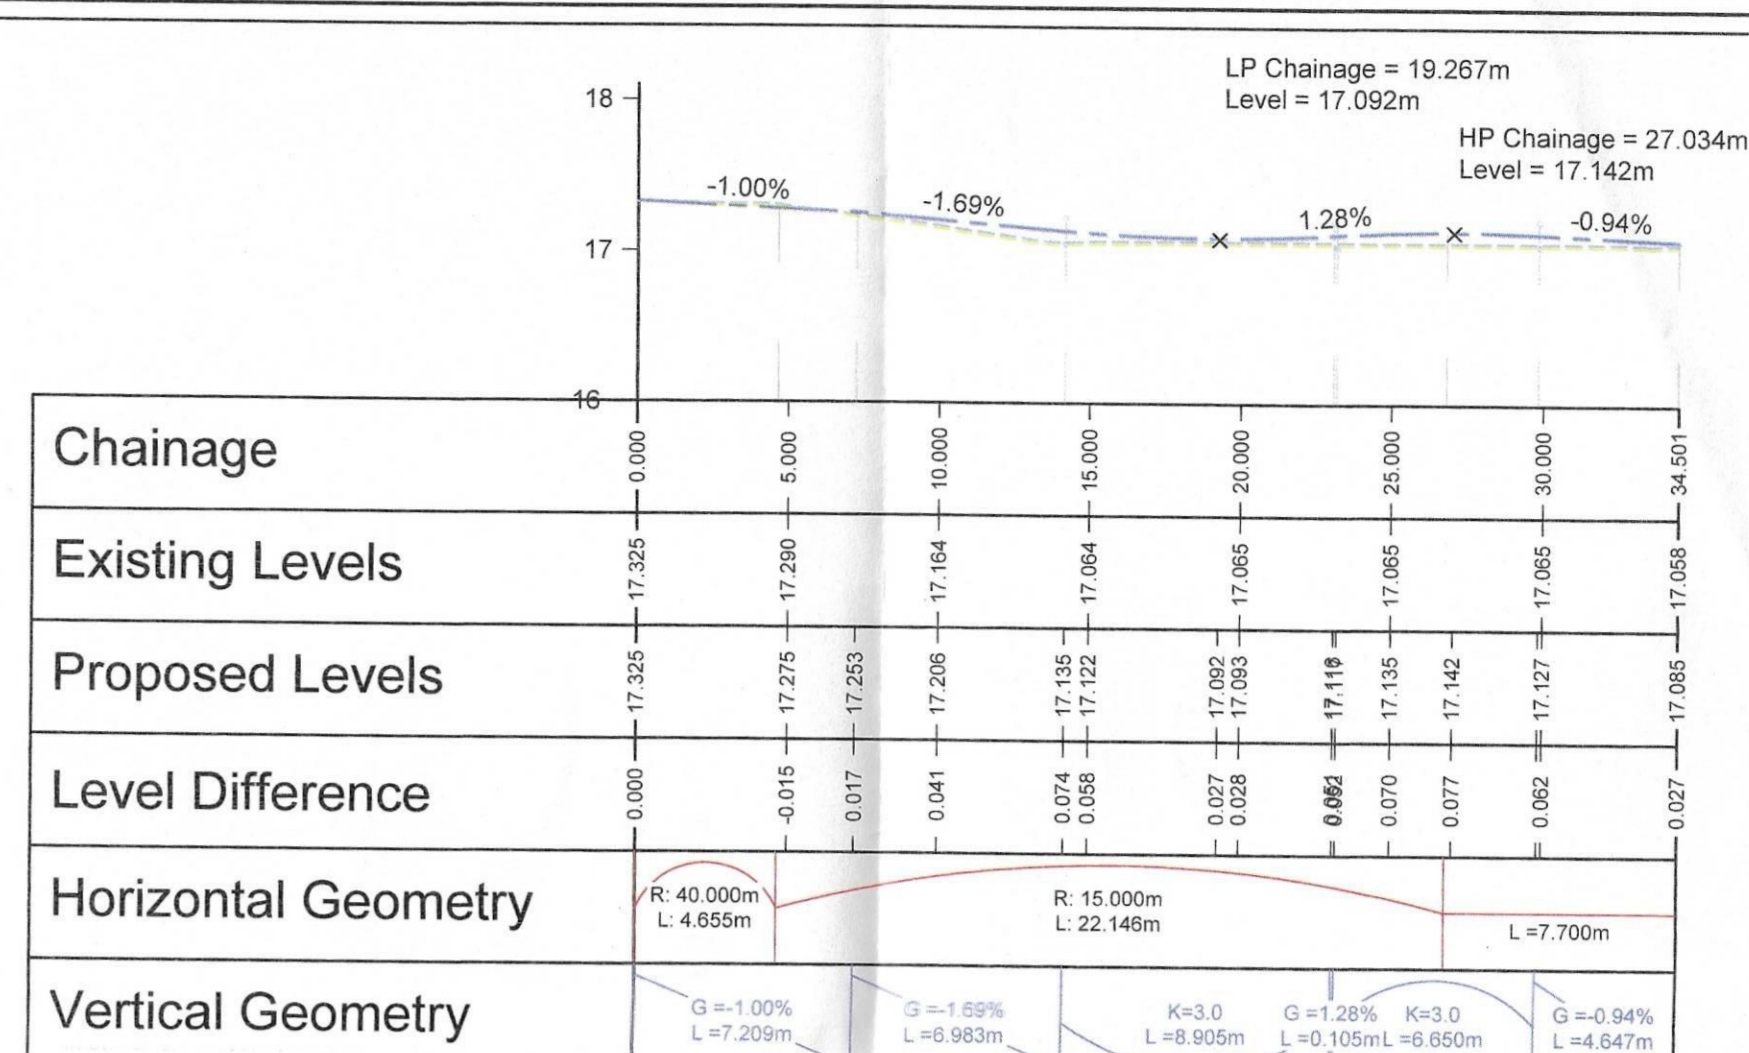 LP Chainage = 19.267m
Level = 17.092m
HP Chainage = 27.034m
Level = 17.142m
18
-1.00%
-1.69%
1.28%
-0.94%
17
16
Chainage
0.000 5.000 10.000 15.000 20.000 25.000 30.000 34.501
Existing Levels
17.325 17.290 17.164 17.064 17.065 17.065 17.065 17.058
Proposed Levels
17.325 17.275 17.253 17.206 17.135 17.122 17.092 17.093 17.135 17.142 17.127 17.085
Level Difference
0.000 -0.015 0.017 0.041 0.074 0.058 0.027 0.028 0.070 0.077 0.062 0.027
Horizontal Geometry
R: 40.000m
L: 4.655m
R: 15.000m
L: 22.146m
L =7.700m
Vertical Geometry
G =-1.00%
L =7.209m
G =-1.69%
L =6.983m
K=3.0
L =8.905m
G =1.28%
L =0.105m
K=3.0
L =6.650m
G =-0.94%
L =4.647m